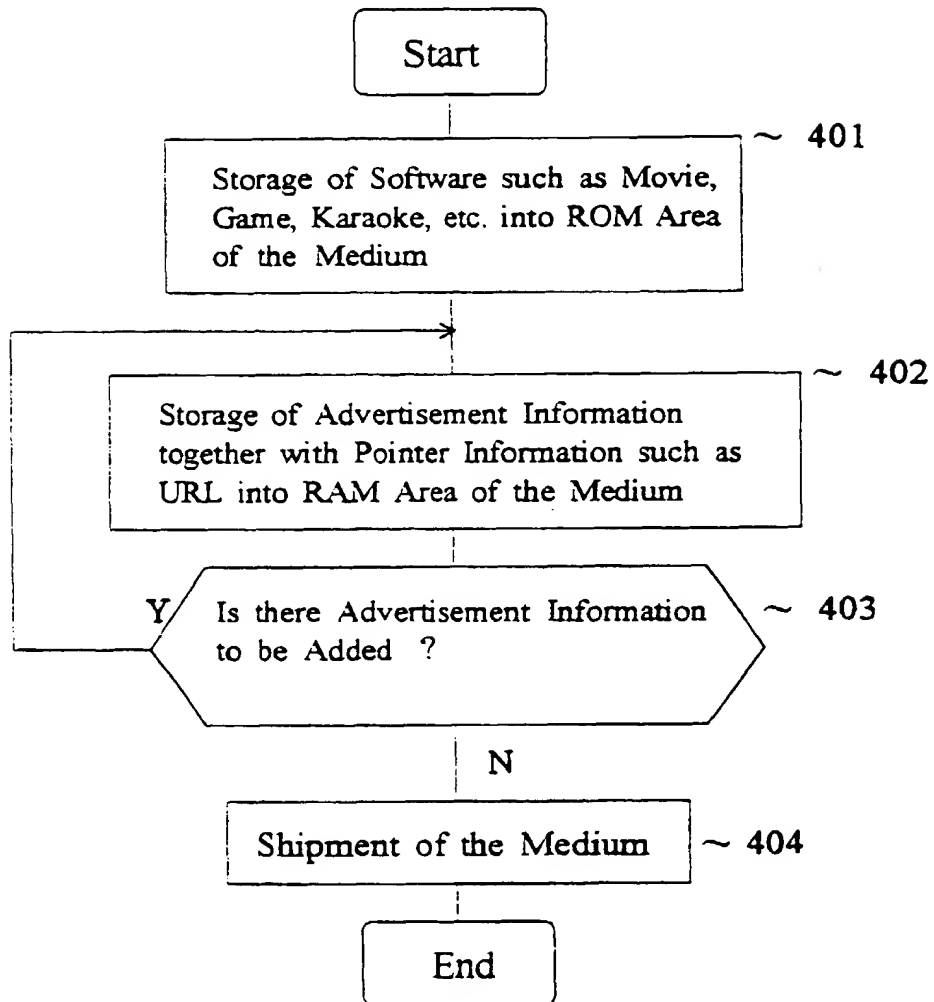 Start
~ 401
Storage of Software such as Movie,
Game, Karaoke, etc. into ROM Area
of the Medium
~ 402
Storage of Advertisement Information
together with Pointer Information such as
URL into RAM Area of the Medium
Y
Is there Advertisement Information
to be Added ?
~ 403
N
Shipment of the Medium
~ 404
End